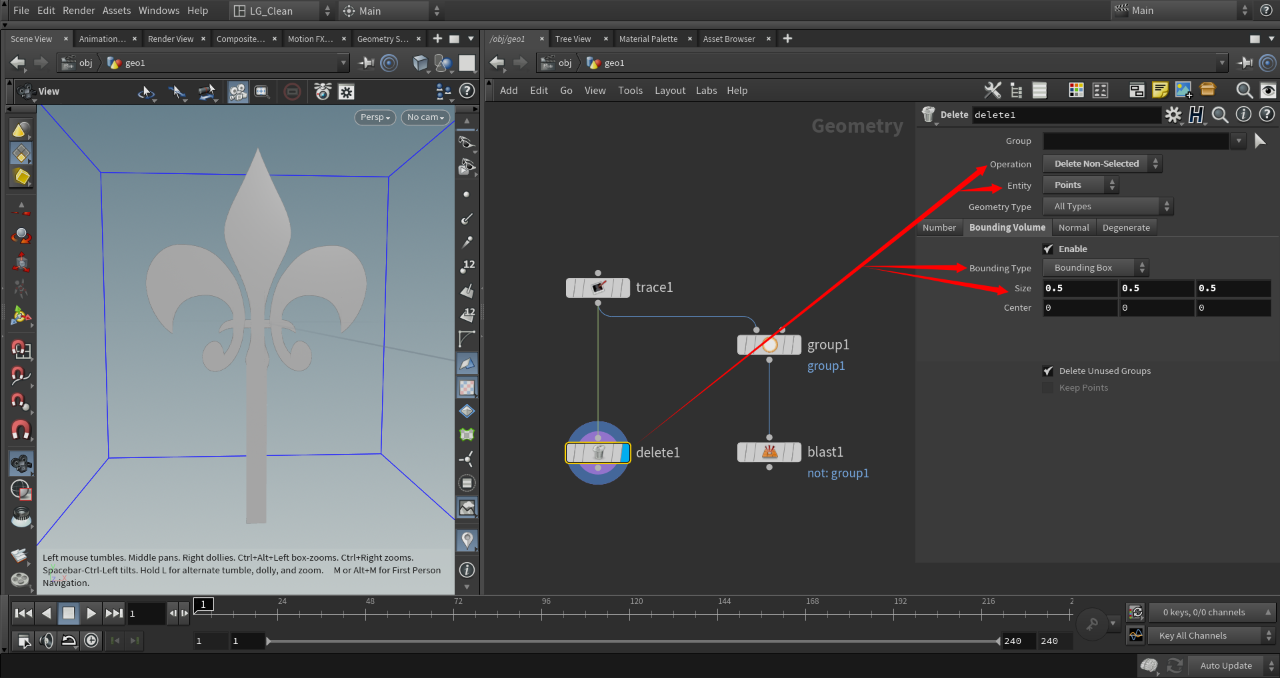 File Edit Render Assets Windows Help LG_Clean Main Main
Scene View Animation... Render View Composite... Motion FX... Geometry S...
/obj/geo1 Tree View Material Palette Asset Browser
obj geo1
obj geo1
View
Add Edit Go View Tools Layout Labs Help
Persp No cam
Geometry
Delete delete1
Group
Operation Delete Non-Selected
Entity Points
Geometry Type All Types
Number Bounding Volume Normal Degenerate
Enable
Bounding Type Bounding Box
Size 0.5 0.5 0.5
Center 0 0 0
Delete Unused Groups
Keep Points
12
12
trace1
group1
group1
delete1
blast1
not: group1
Left mouse tumbles. Middle pans. Right dollies. Ctrl+Alt+Left box-zooms. Ctrl+Right zooms.
Spacebar-Ctrl-Left tilts. Hold L for alternate tumble, dolly, and zoom. M or Alt+M for First Person
Navigation.
1 1 24 48 72 96 120 144 168 192 216 2
0 keys, 0/0 channels
1 1 240 240 Key All Channels
Auto Update